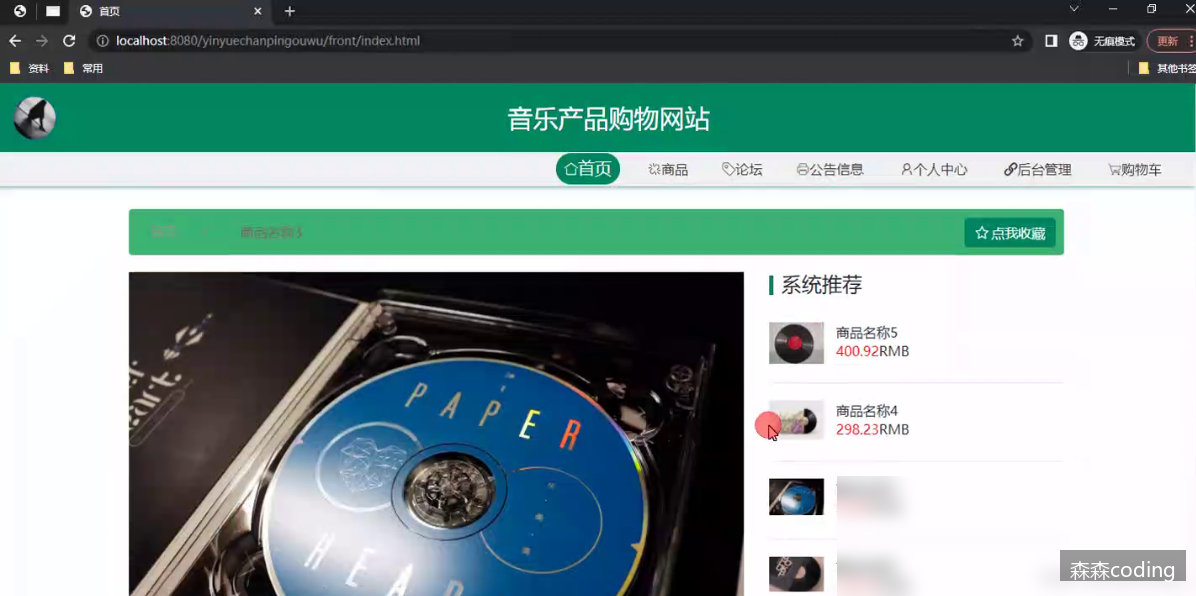 首页
localhost:8080/yinyuechanpingouwu/front/index.html
无痕模式
更新
资料
常用
其他书签
音乐产品购物网站
首页
商品
论坛
公告信息
个人中心
后台管理
购物车
商品名称3
点我收藏
系统推荐
商品名称5
400.92RMB
商品名称4
298.23RMB
PAPER
HEAD
森森coding